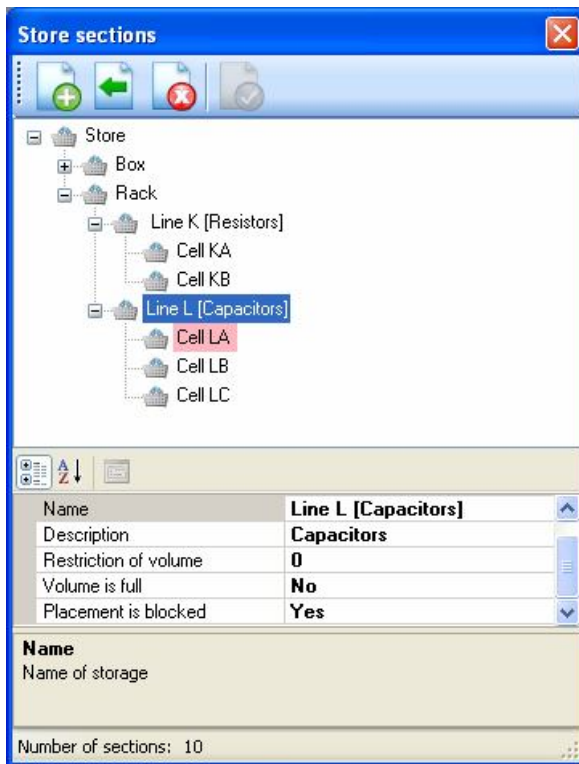 Store sections
Store
Box
Rack
Line K [Resistors]
Cell KA
Cell KB
Line L [Capacitors]
Cell LA
Cell LB
Cell LC
A
Z
Name Line L [Capacitors]
Description Capacitors
Restriction of volume 0
Volume is full No
Placement is blocked Yes
Name
Name of storage
Number of sections: 10